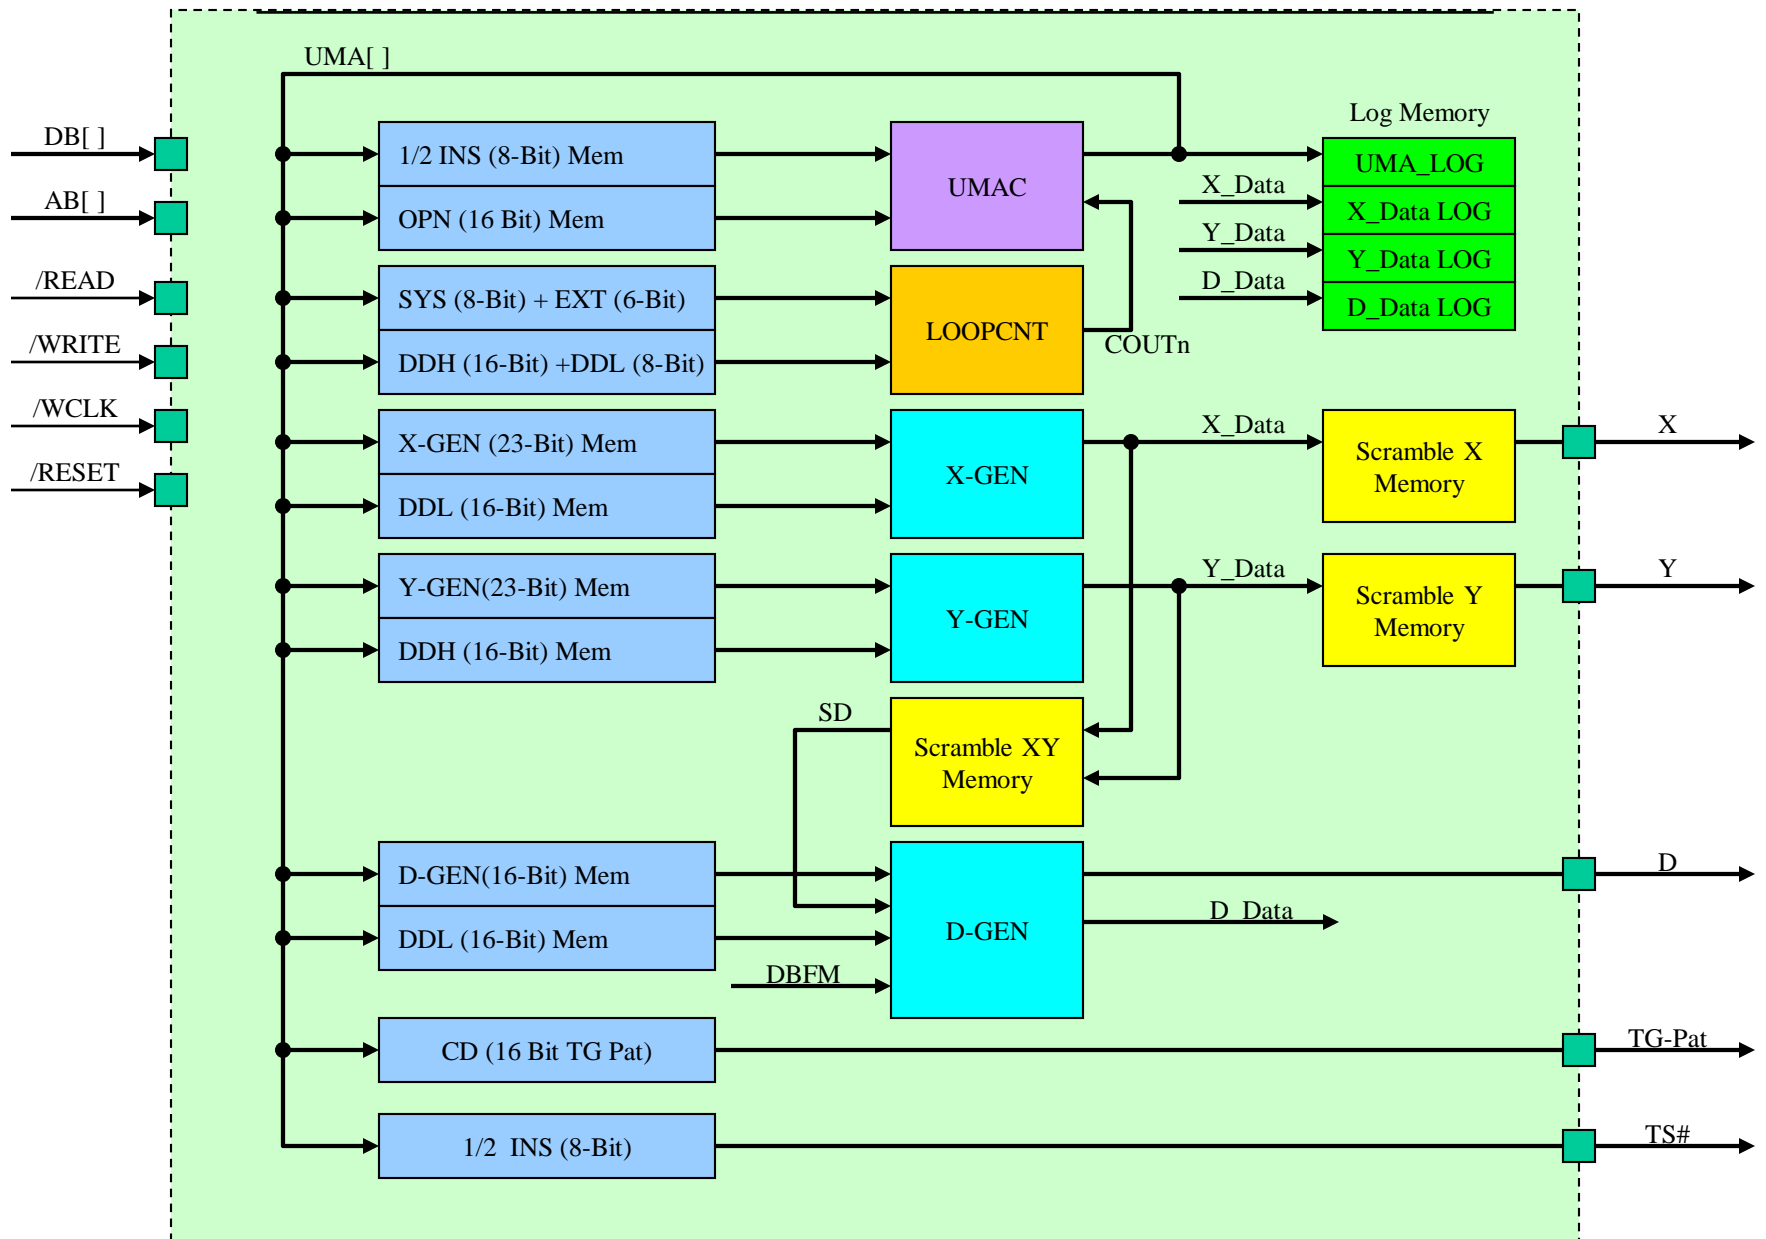 UMA[ ]
Log Memory
DB[ ]
1/2 INS (8-Bit) Mem
UMAC
UMA_LOG
X_Data
AB[ ]
OPN (16 Bit) Mem
X_Data LOG
Y_Data
Y_Data LOG
/READ
SYS (8-Bit) + EXT (6-Bit)
LOOPCNT
D_Data
D_Data LOG
/WRITE
DDH (16-Bit) +DDL (8-Bit)
COUTn
/WCLK
X-GEN (23-Bit) Mem
X-GEN
X_Data
Scramble X
Memory
X
/RESET
DDL (16-Bit) Mem
Y-GEN(23-Bit) Mem
Y-GEN
Y_Data
Scramble Y
Memory
Y
DDH (16-Bit) Mem
SD
Scramble XY
Memory
D-GEN(16-Bit) Mem
D
D_Data
DDL (16-Bit) Mem
D-GEN
DBFM
CD (16 Bit TG Pat)
TG-Pat
1/2 INS (8-Bit)
TS#